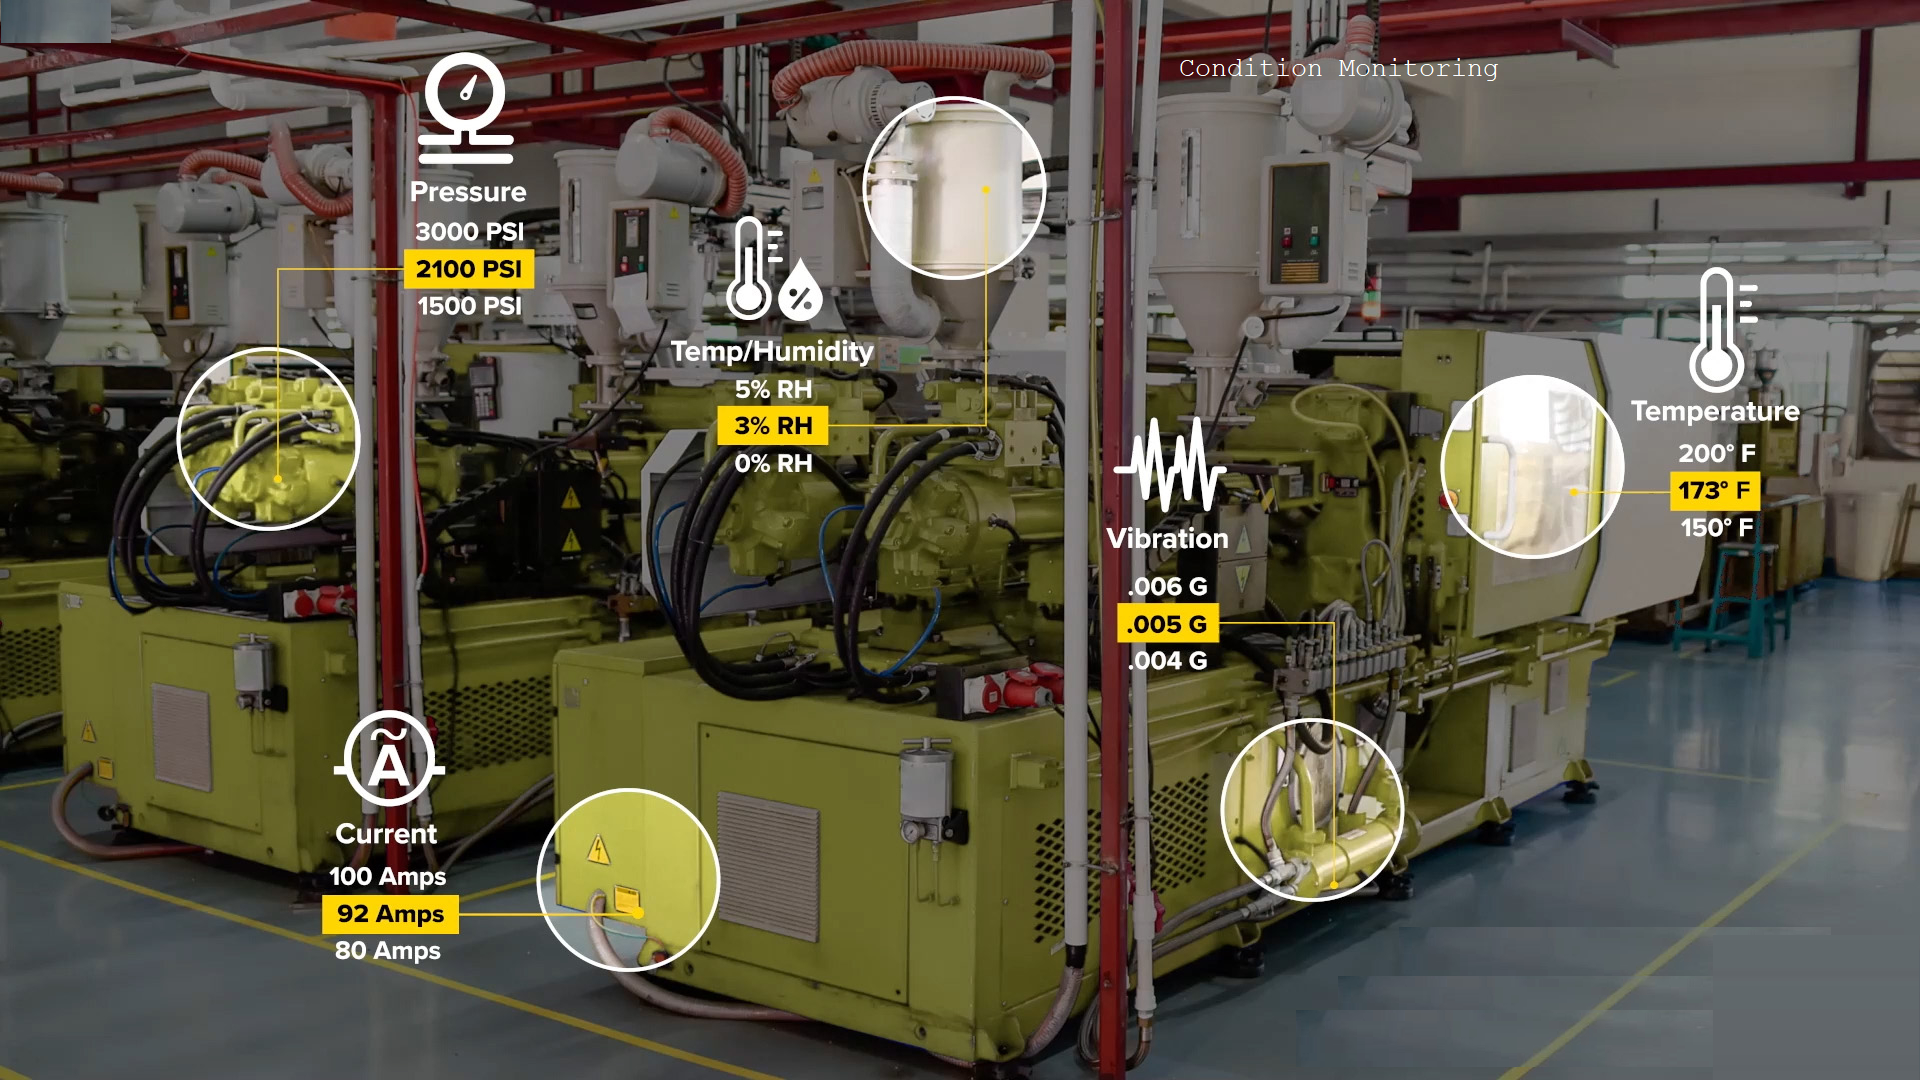 Condition Monitoring
Pressure
3000 PSI
2100 PSI
1500 PSI
Temp/Humidity
5% RH
3% RH
0% RH
Temperature
200° F
173° F
150° F
Vibration
.006 G
.005 G
.004 G
Current
100 Amps
92 Amps
80 Amps
Ã
%